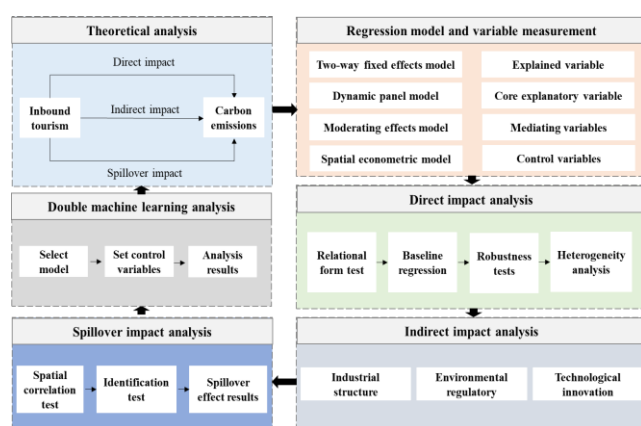 Theoretical analysis
Direct impact
Inbound
tourism
Indirect impact
Carbon
emissions
Spillover impact
Regression model and variable measurement
Two-way fixed effects model
Explained variable
Dynamic panel model
Core explanatory variable
Moderating effects model
Mediating variables
Spatial econometric model
Control variables
Double machine learning analysis
Select
model
Set control
variables
Analysis
results
Direct impact analysis
Relational
form test
Baseline
regression
Robustness
tests
Heterogeneity
analysis
Spillover impact analysis
Spatial
correlation
test
Identification
test
Spillover
effect results
Indirect impact analysis
Industrial
structure
Environmental
regulatory
Technological
innovation